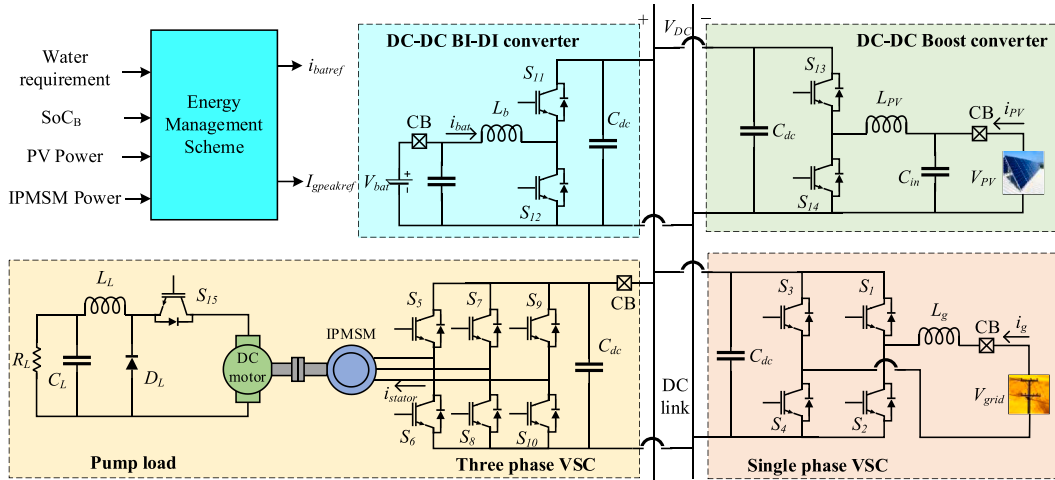 Water
requirement
SoC_B
PV Power
IPMSM Power
Energy
Management
Scheme
i_batref
I_gpeakref
DC-DC BI-DI converter
S_11
L_b
CB
i_bat
C_dc
V_bat
+
S_12
+
V_DC
−
DC-DC Boost converter
S_13
L_PV
CB
i_PV
C_dc
C_in
V_PV
S_14
L_L
S_15
R_L
C_L
D_L
DC
motor
IPMSM
i_stator
S_5
S_7
S_9
CB
C_dc
S_6
S_8
S_10
Pump load
Three phase VSC
DC
link
S_3
S_1
L_g
CB
i_g
C_dc
V_grid
S_4
S_2
Single phase VSC